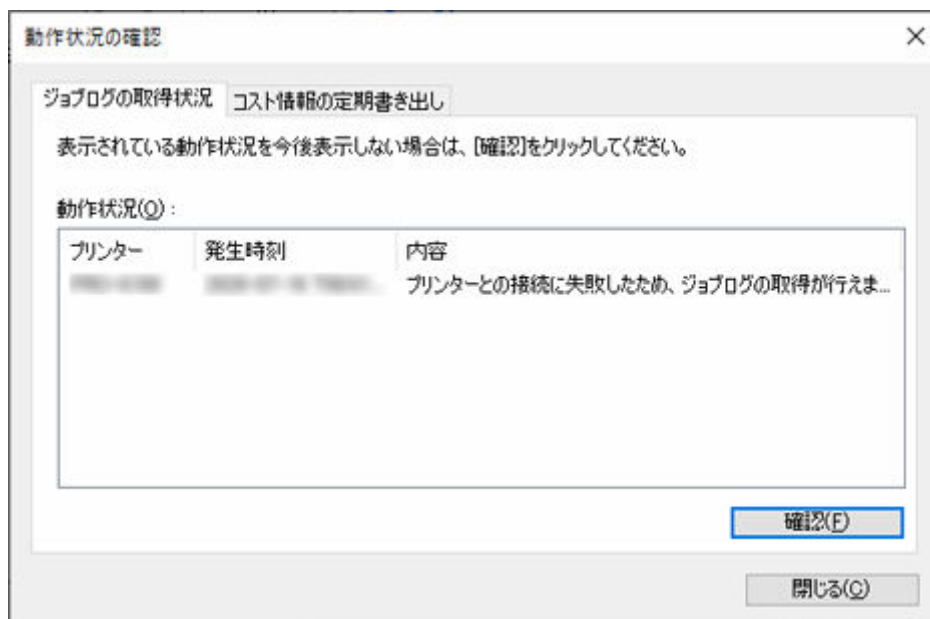 動作状況の確認
ジョブログの取得状況 コスト情報の定期書き出し
表示されている動作状況を今後表示しない場合は、[確認]をクリックしてください。
動作状況(O):
プリンター 発生時刻 内容
プリンターとの接続に失敗したため、ジョブログの取得が行えま...
確認(F)
閉じる(C)